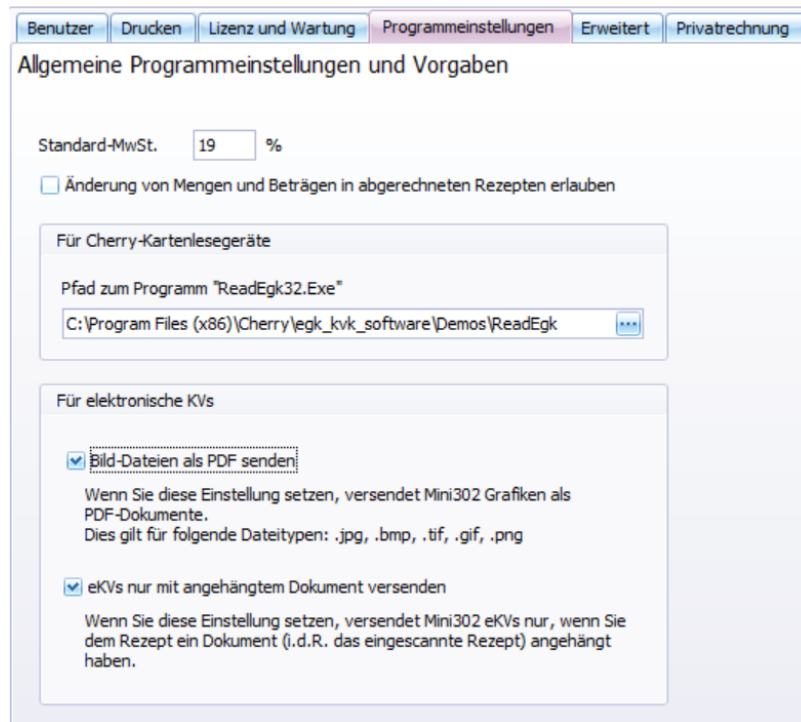 Benutzer Drucken Lizenz und Wartung Programmeinstellungen Erweitert Privatrechnung
Allgemeine Programmeinstellungen und Vorgaben
Standard-MwSt. 19 %
Änderung von Mengen und Beträgen in abgerechneten Rezepten erlauben
Für Cherry-Kartenlesegeräte
Pfad zum Programm "ReadEgk32.Exe"
C:\Program Files (x86)\Cherry\egk_kvk_software\Demos\ReadEgk ...
Für elektronische KVs
Bild-Dateien als PDF senden
Wenn Sie diese Einstellung setzen, versendet Mini302 Grafiken als
PDF-Dokumente.
Dies gilt für folgende Dateitypen: .jpg, .bmp, .tif, .gif, .png
eKVs nur mit angehängtem Dokument versenden
Wenn Sie diese Einstellung setzen, versendet Mini302 eKVs nur, wenn Sie
dem Rezept ein Dokument (i.d.R. das eingescannte Rezept) angehängt
haben.